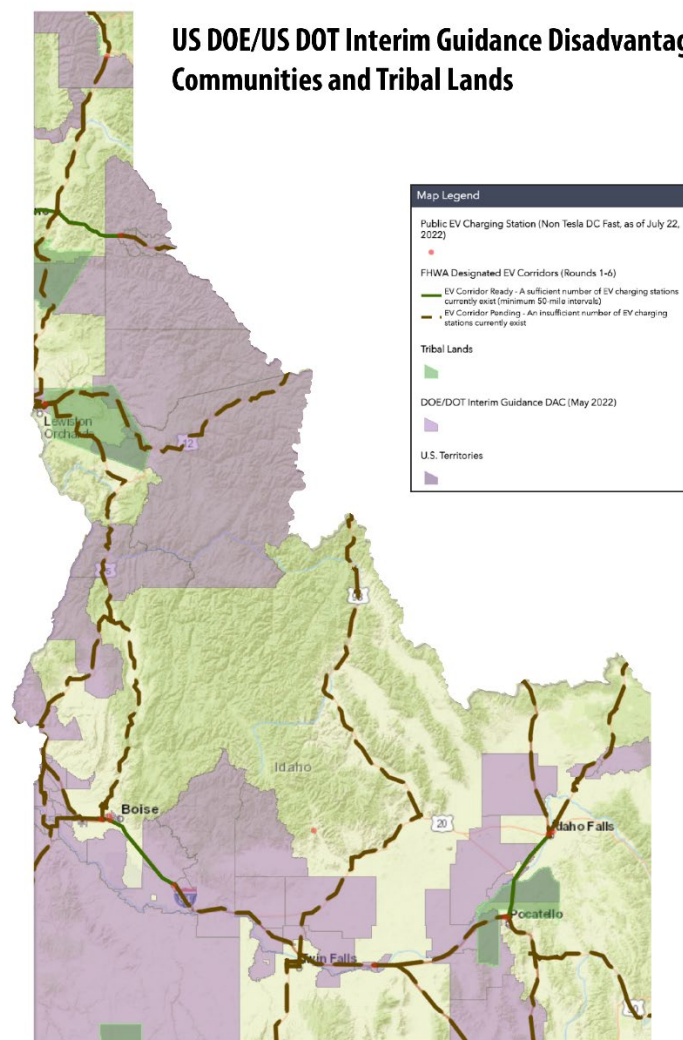 US DOE/US DOT Interim Guidance Disadvantag
Communities and Tribal Lands
Map Legend
Public EV Charging Station (Non Tesla DC Fast, as of July 22,
2022)
FHWA Designated EV Corridors (Rounds 1-6)
EV Corridor Ready - A sufficient number of EV charging stations
currently exist (minimum 50-mile intervals)
EV Corridor Pending - An insufficient number of EV charging
stations currently exist
Tribal Lands
DOE/DOT Interim Guidance DAC (May 2022)
U.S. Territories
Lewiston
Orchards
12
95
93
Idaho
Boise
20
Idaho Falls
Pocatello
Twin Falls